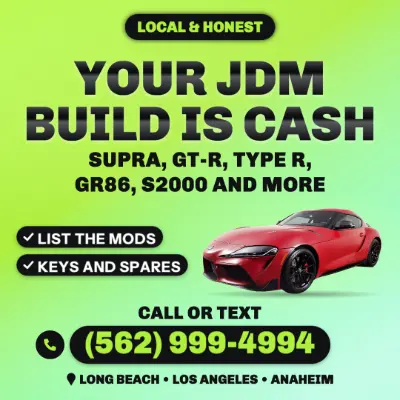 LOCAL & HONEST
YOUR JDM
BUILD IS CASH
SUPRA, GT-R, TYPE R,
GR86, S2000 AND MORE
LIST THE MODS
KEYS AND SPARES
CALL OR TEXT
(562) 999-4994
LONG BEACH • LOS ANGELES • ANAHEIM